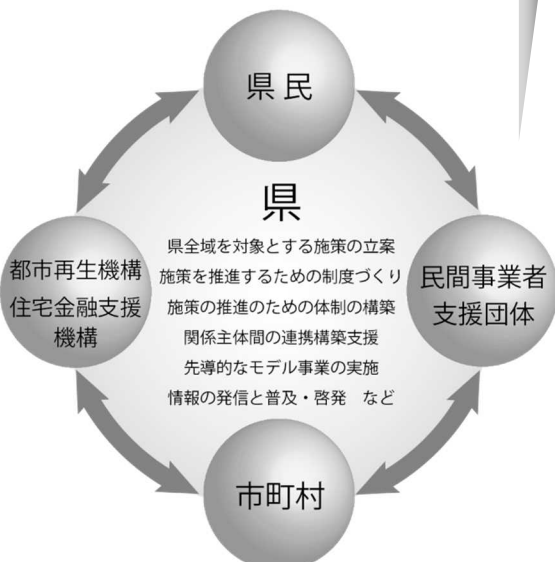 県民
県
県全域を対象とする施策の立案
施策を推進するための制度づくり
施策の推進のための体制の構築
関係主体間の連携構築支援
先導的なモデル事業の実施
情報の発信と普及・啓発　など
都市再生機構
住宅金融支援
機構
民間事業者
支援団体
市町村